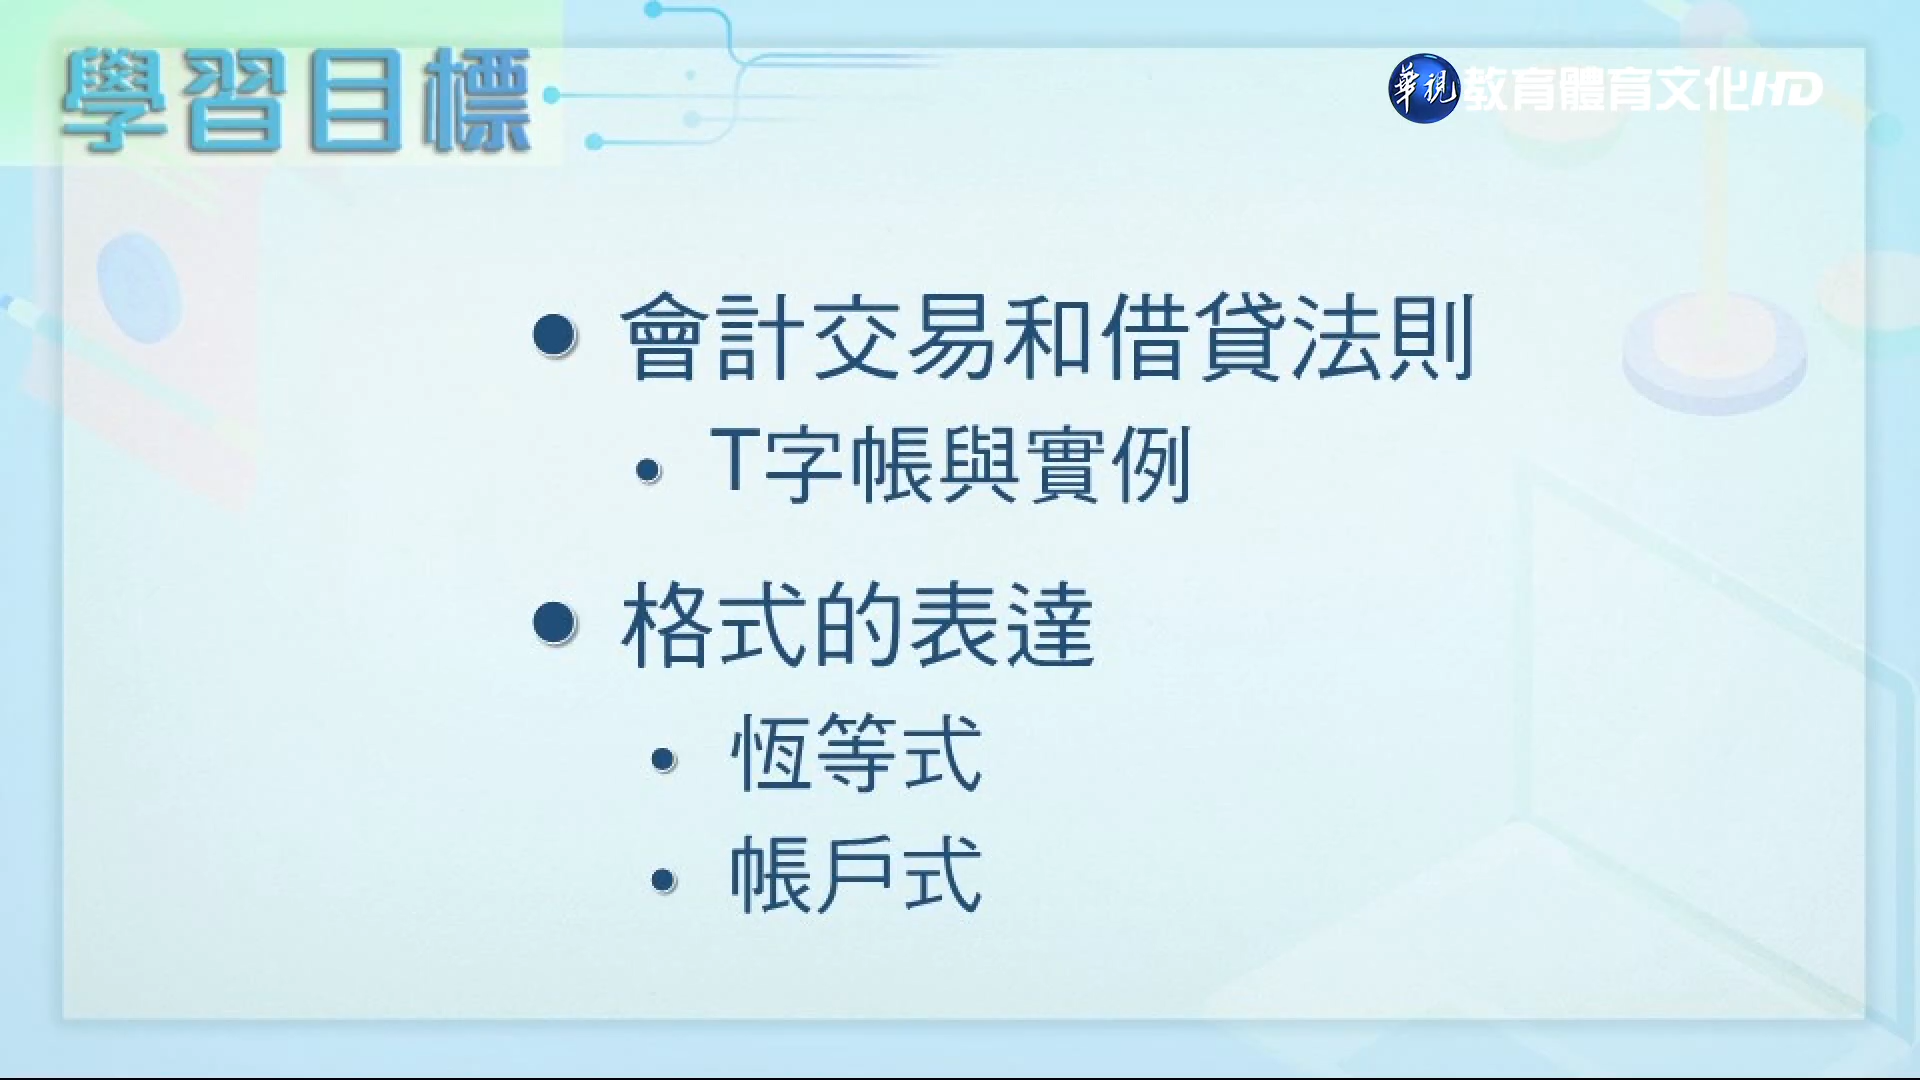 學習目標
華視 教育體育文化HD
• 會計交易和借貸法則
• T字帳與實例
• 格式的表達
• 恆等式
• 帳戶式